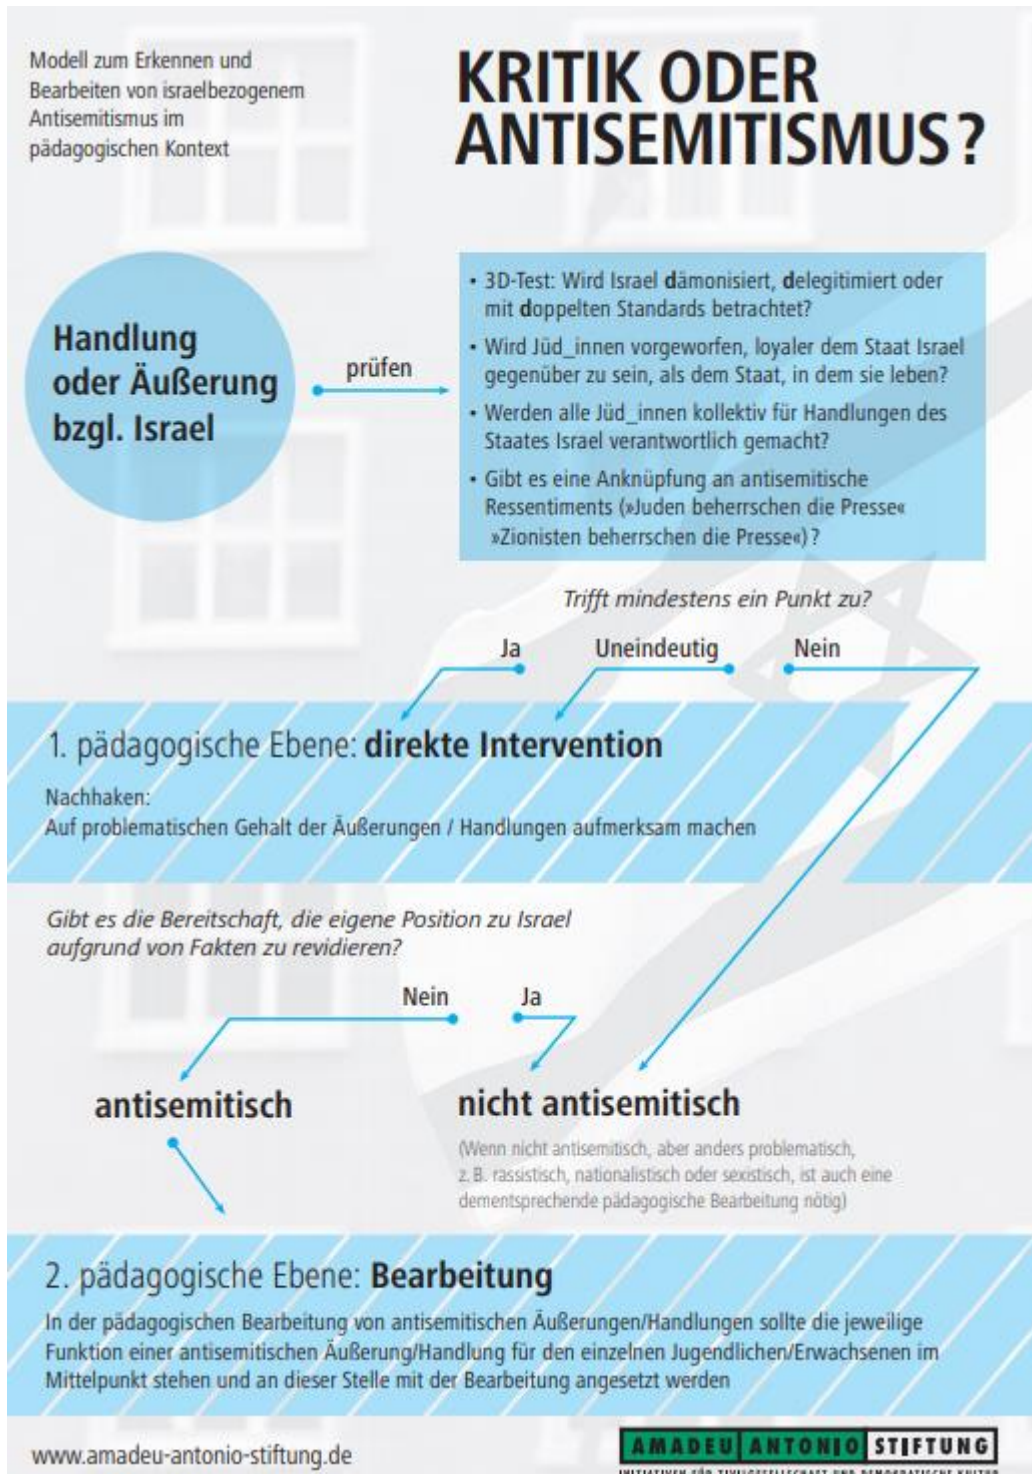 Modell zum Erkennen und
Bearbeiten von israelbezogenem
Antisemitismus im
pädagogischen Kontext
KRITIK ODER
ANTISEMITISMUS?
Handlung
oder Äußerung
bzgl. Israel
prüfen
• 3D-Test: Wird Israel dämonisiert, delegitimiert oder
mit doppelten Standards betrachtet?
• Wird Jüd_innen vorgeworfen, loyaler dem Staat Israel
gegenüber zu sein, als dem Staat, in dem sie leben?
• Werden alle Jüd_innen kollektiv für Handlungen des
Staates Israel verantwortlich gemacht?
• Gibt es eine Anknüpfung an antisemitische
Ressentiments (»Juden beherrschen die Presse«
»Zionisten beherrschen die Presse«)?
Trifft mindestens ein Punkt zu?
Ja Uneindeutig Nein
1. pädagogische Ebene: direkte Intervention
Nachhaken:
Auf problematischen Gehalt der Äußerungen / Handlungen aufmerksam machen
Gibt es die Bereitschaft, die eigene Position zu Israel
aufgrund von Fakten zu revidieren?
Nein Ja
antisemitisch
nicht antisemitisch
(Wenn nicht antisemitisch, aber anders problematisch,
z. B. rassistisch, nationalistisch oder sexistisch, ist auch eine
dementsprechende pädagogische Bearbeitung nötig)
2. pädagogische Ebene: Bearbeitung
In der pädagogischen Bearbeitung von antisemitischen Äußerungen/Handlungen sollte die jeweilige
Funktion einer antisemitischen Äußerung/Handlung für den einzelnen Jugendlichen/Erwachsenen im
Mittelpunkt stehen und an dieser Stelle mit der Bearbeitung angesetzt werden
www.amadeu-antonio-stiftung.de
AMADEU ANTONIO STIFTUNG
INITIATIVEN FÜR ZIVILGESELLSCHAFT UND DEMOKRATISCHE KULTUR